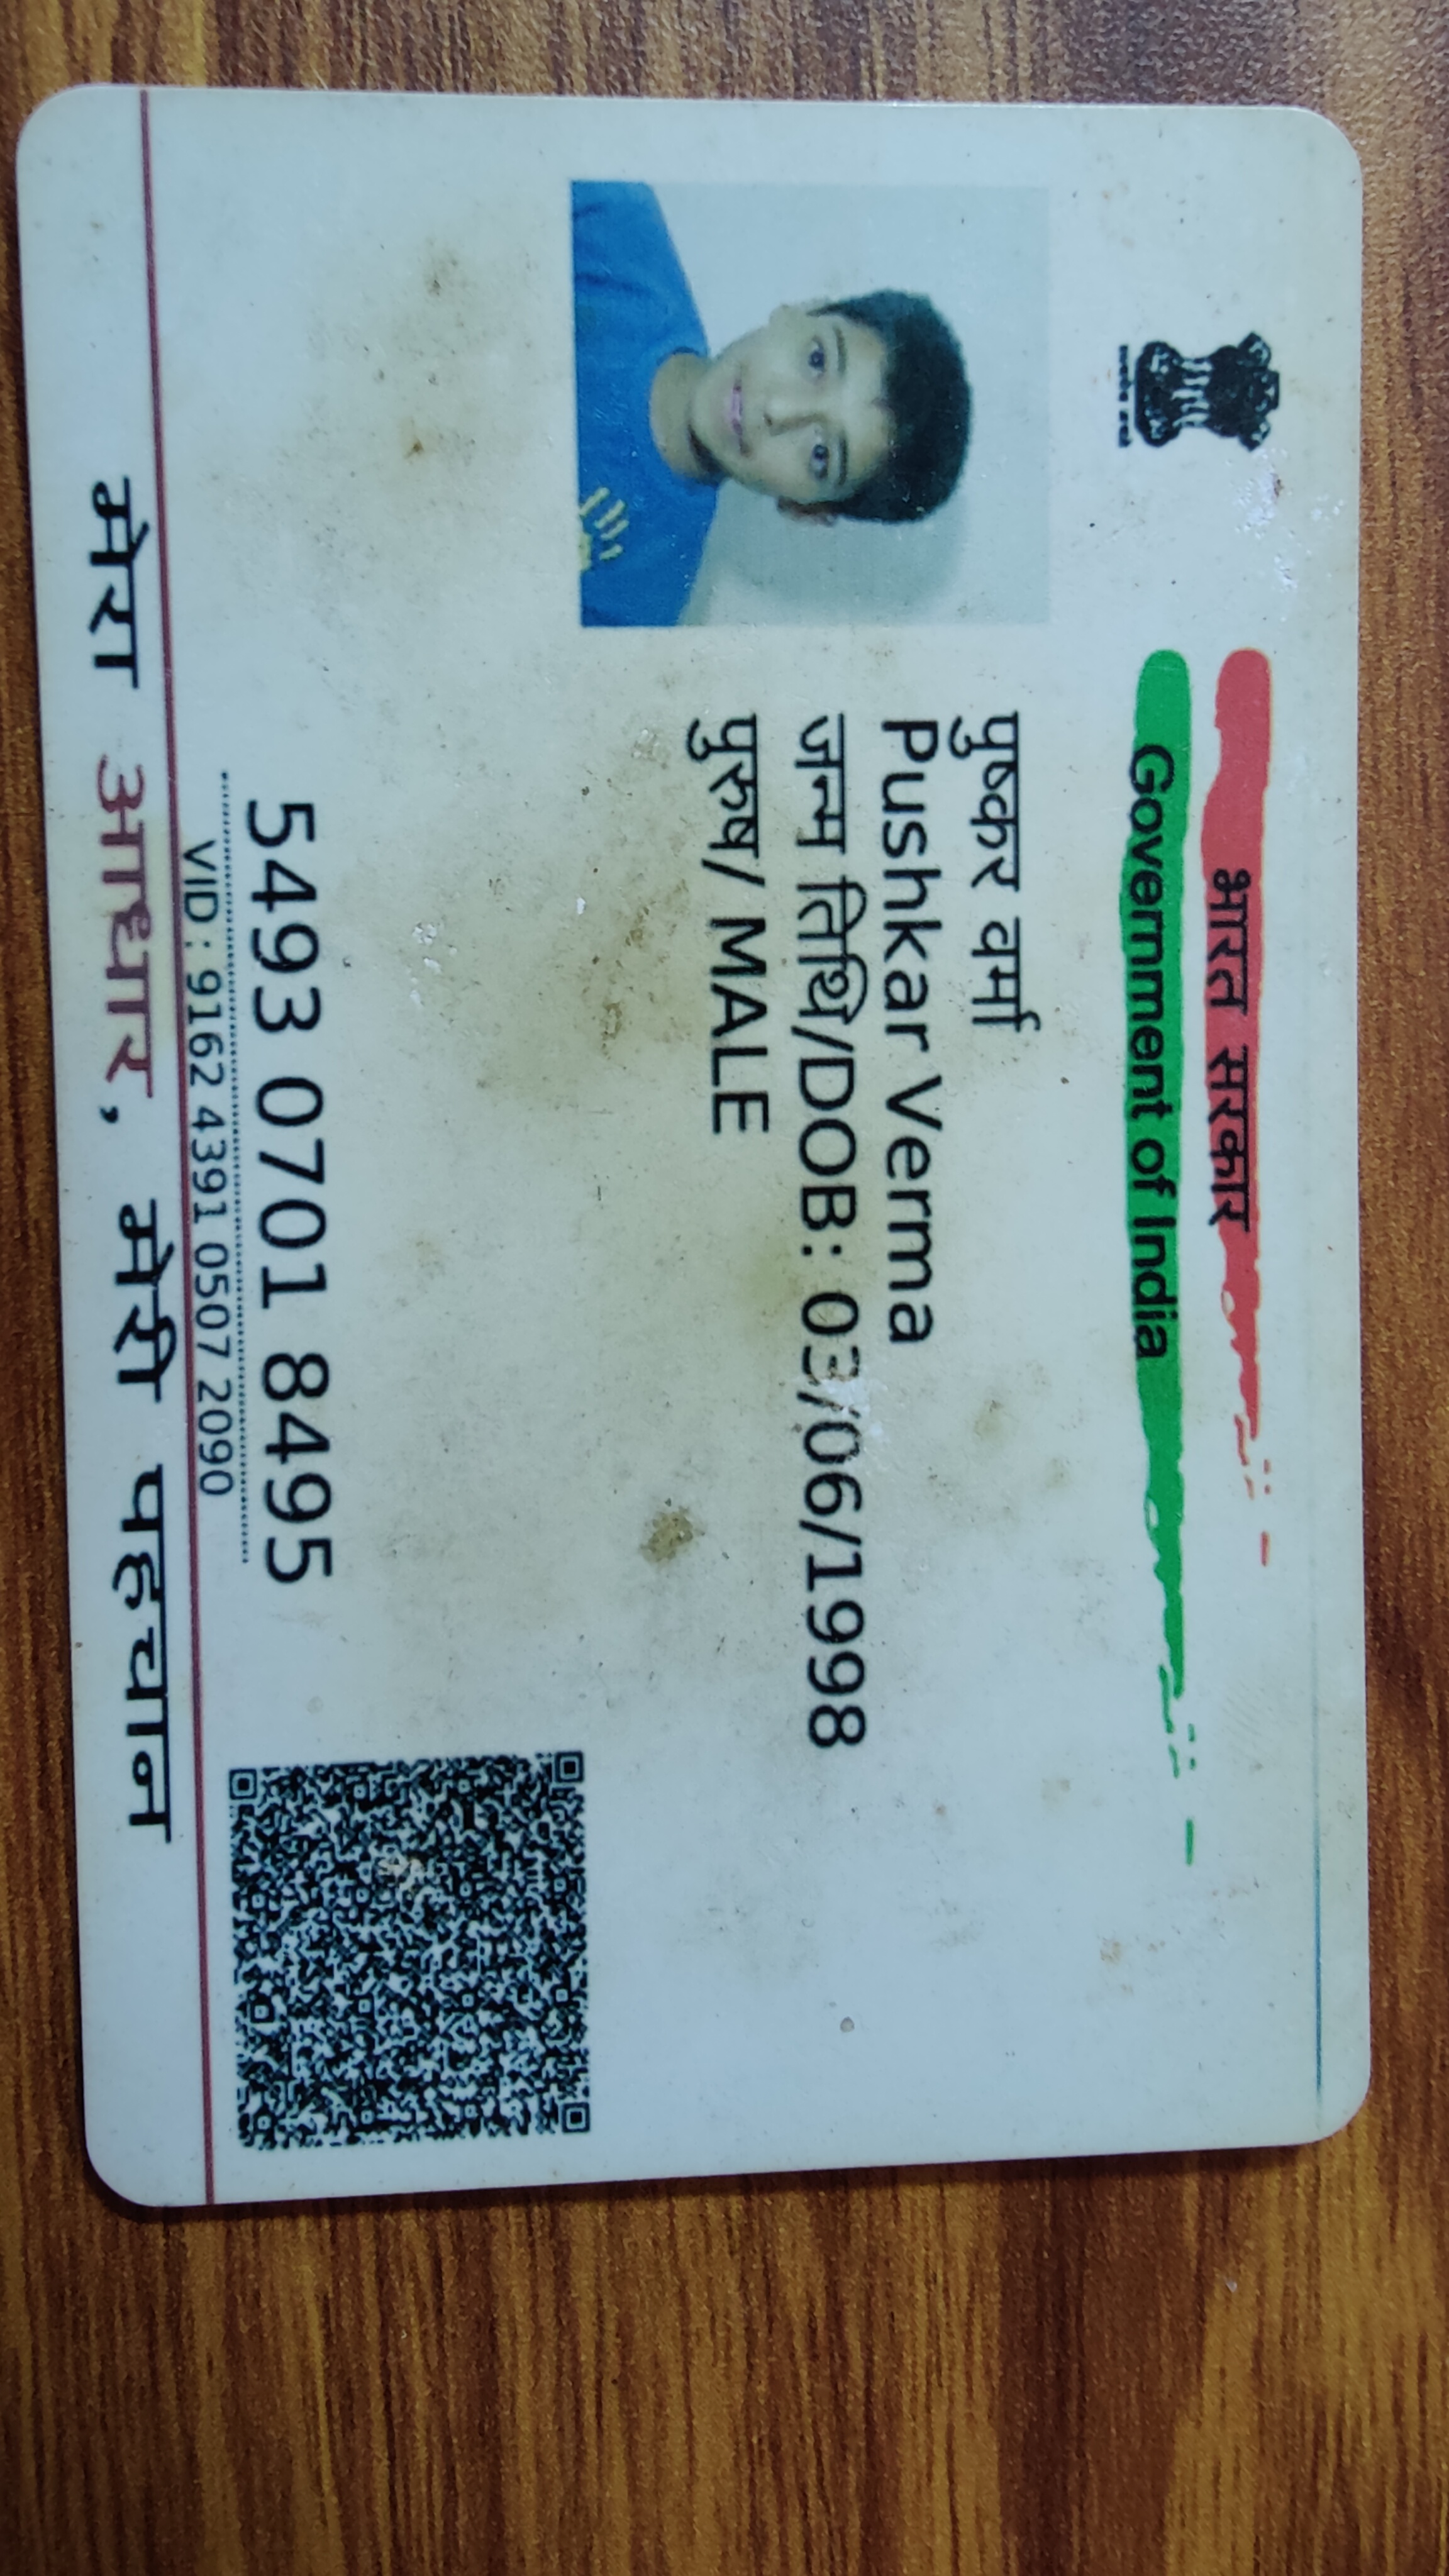 भारत सरकार
Government of India
पुष्कर वर्मा
Pushkar Verma
जन्म तिथि/DOB: 03/06/1998
पुरुष/ MALE
5493 0701 8495
VID : 9162 4391 0507 2090
मेरा आधार, मेरी पहचान